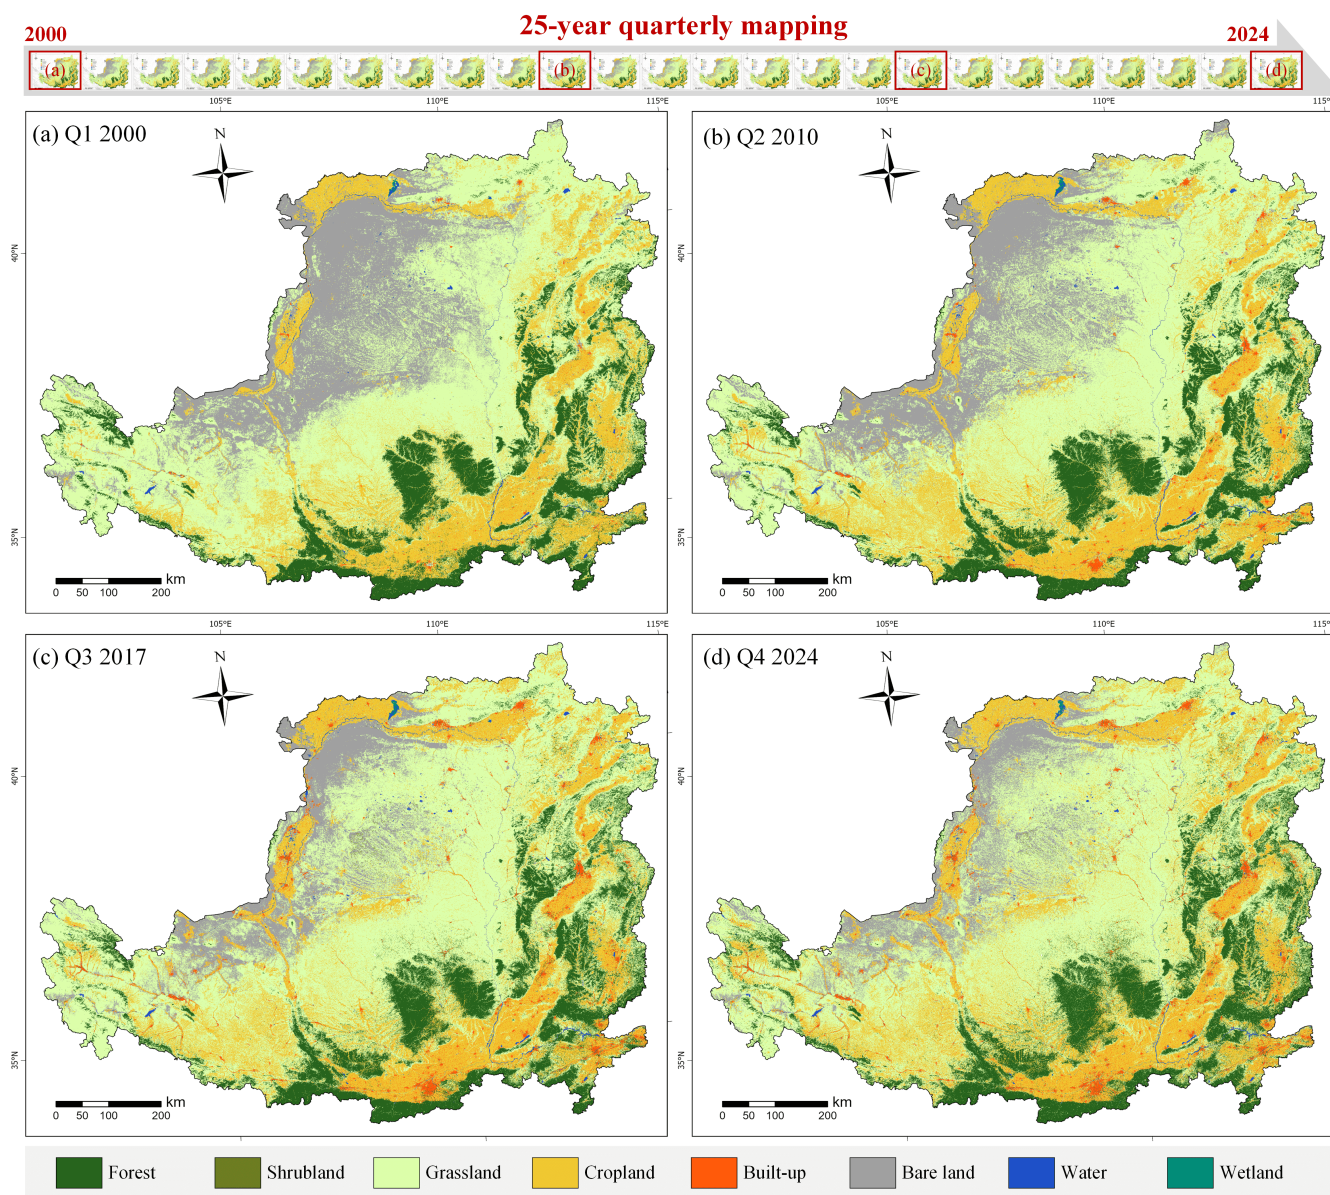 25-year quarterly mapping
2000
2024
(a)
(b)
(c)
(d)
105°E
110°E
115°E
105°E
110°E
115°E
(a) Q1 2000
N
40°N
35°N
km
0 50 100 200
(b) Q2 2010
N
40°N
35°N
km
0 50 100 200
105°E
110°E
115°E
105°E
110°E
115°E
(c) Q3 2017
N
40°N
35°N
km
0 50 100 200
(d) Q4 2024
N
40°N
35°N
km
0 50 100 200
Forest
Shrubland
Grassland
Cropland
Built-up
Bare land
Water
Wetland